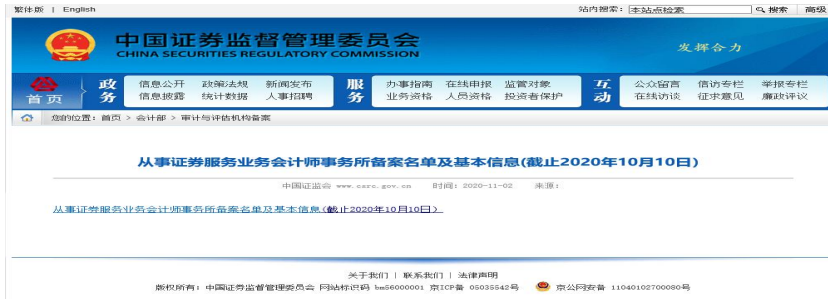 繁体版 | English 站内搜索: 本站点检索 搜索 高级
中国证券监督管理委员会
CHINA SECURITIES REGULATORY COMMISSION
发挥合力
首页 政务 信息公开 政策法规 新闻发布 服务 办事指南 在线申报 监管对象 互动 公众留言 信访专栏 举报专栏
信息披露 统计数据 人事招聘 业务资格 人员资格 投资者保护 在线访谈 征求意见 廉政评议
您的位置: 首页 > 会计部 > 审计与评估机构备案
从事证券服务业务会计师事务所备案名单及基本信息(截止2020年10月10日)
中国证监会 www.csrc.gov.cn 时间: 2020-11-02 来源:
从事证券服务业务会计师事务所备案名单及基本信息(截止2020年10月10日)
关于我们 | 联系我们 | 法律声明
版权所有: 中国证券监督管理委员会 网站标识码 bm56000001 京ICP备 05035542号 京公网安备 11040102700080号